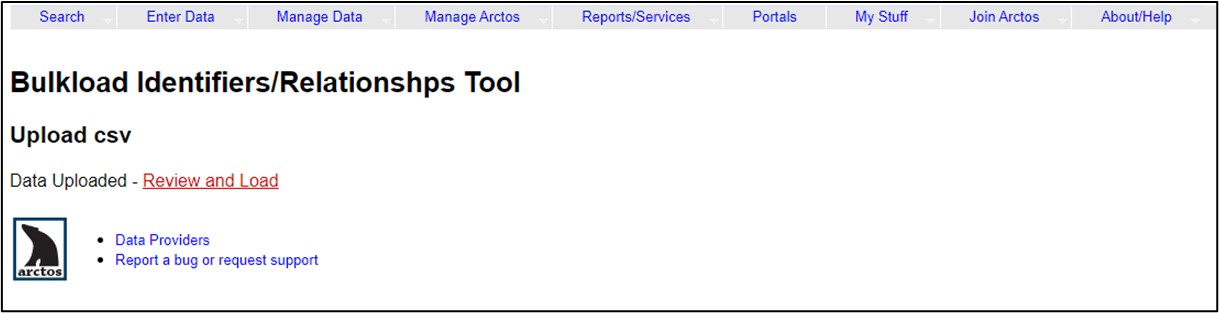 Search Enter Data Manage Data Manage Arctos Reports/Services Portals My Stuff Join Arctos About/Help
Bulkload Identifiers/Relationshps Tool
Upload csv
Data Uploaded - Review and Load
arctos
Data Providers
Report a bug or request support